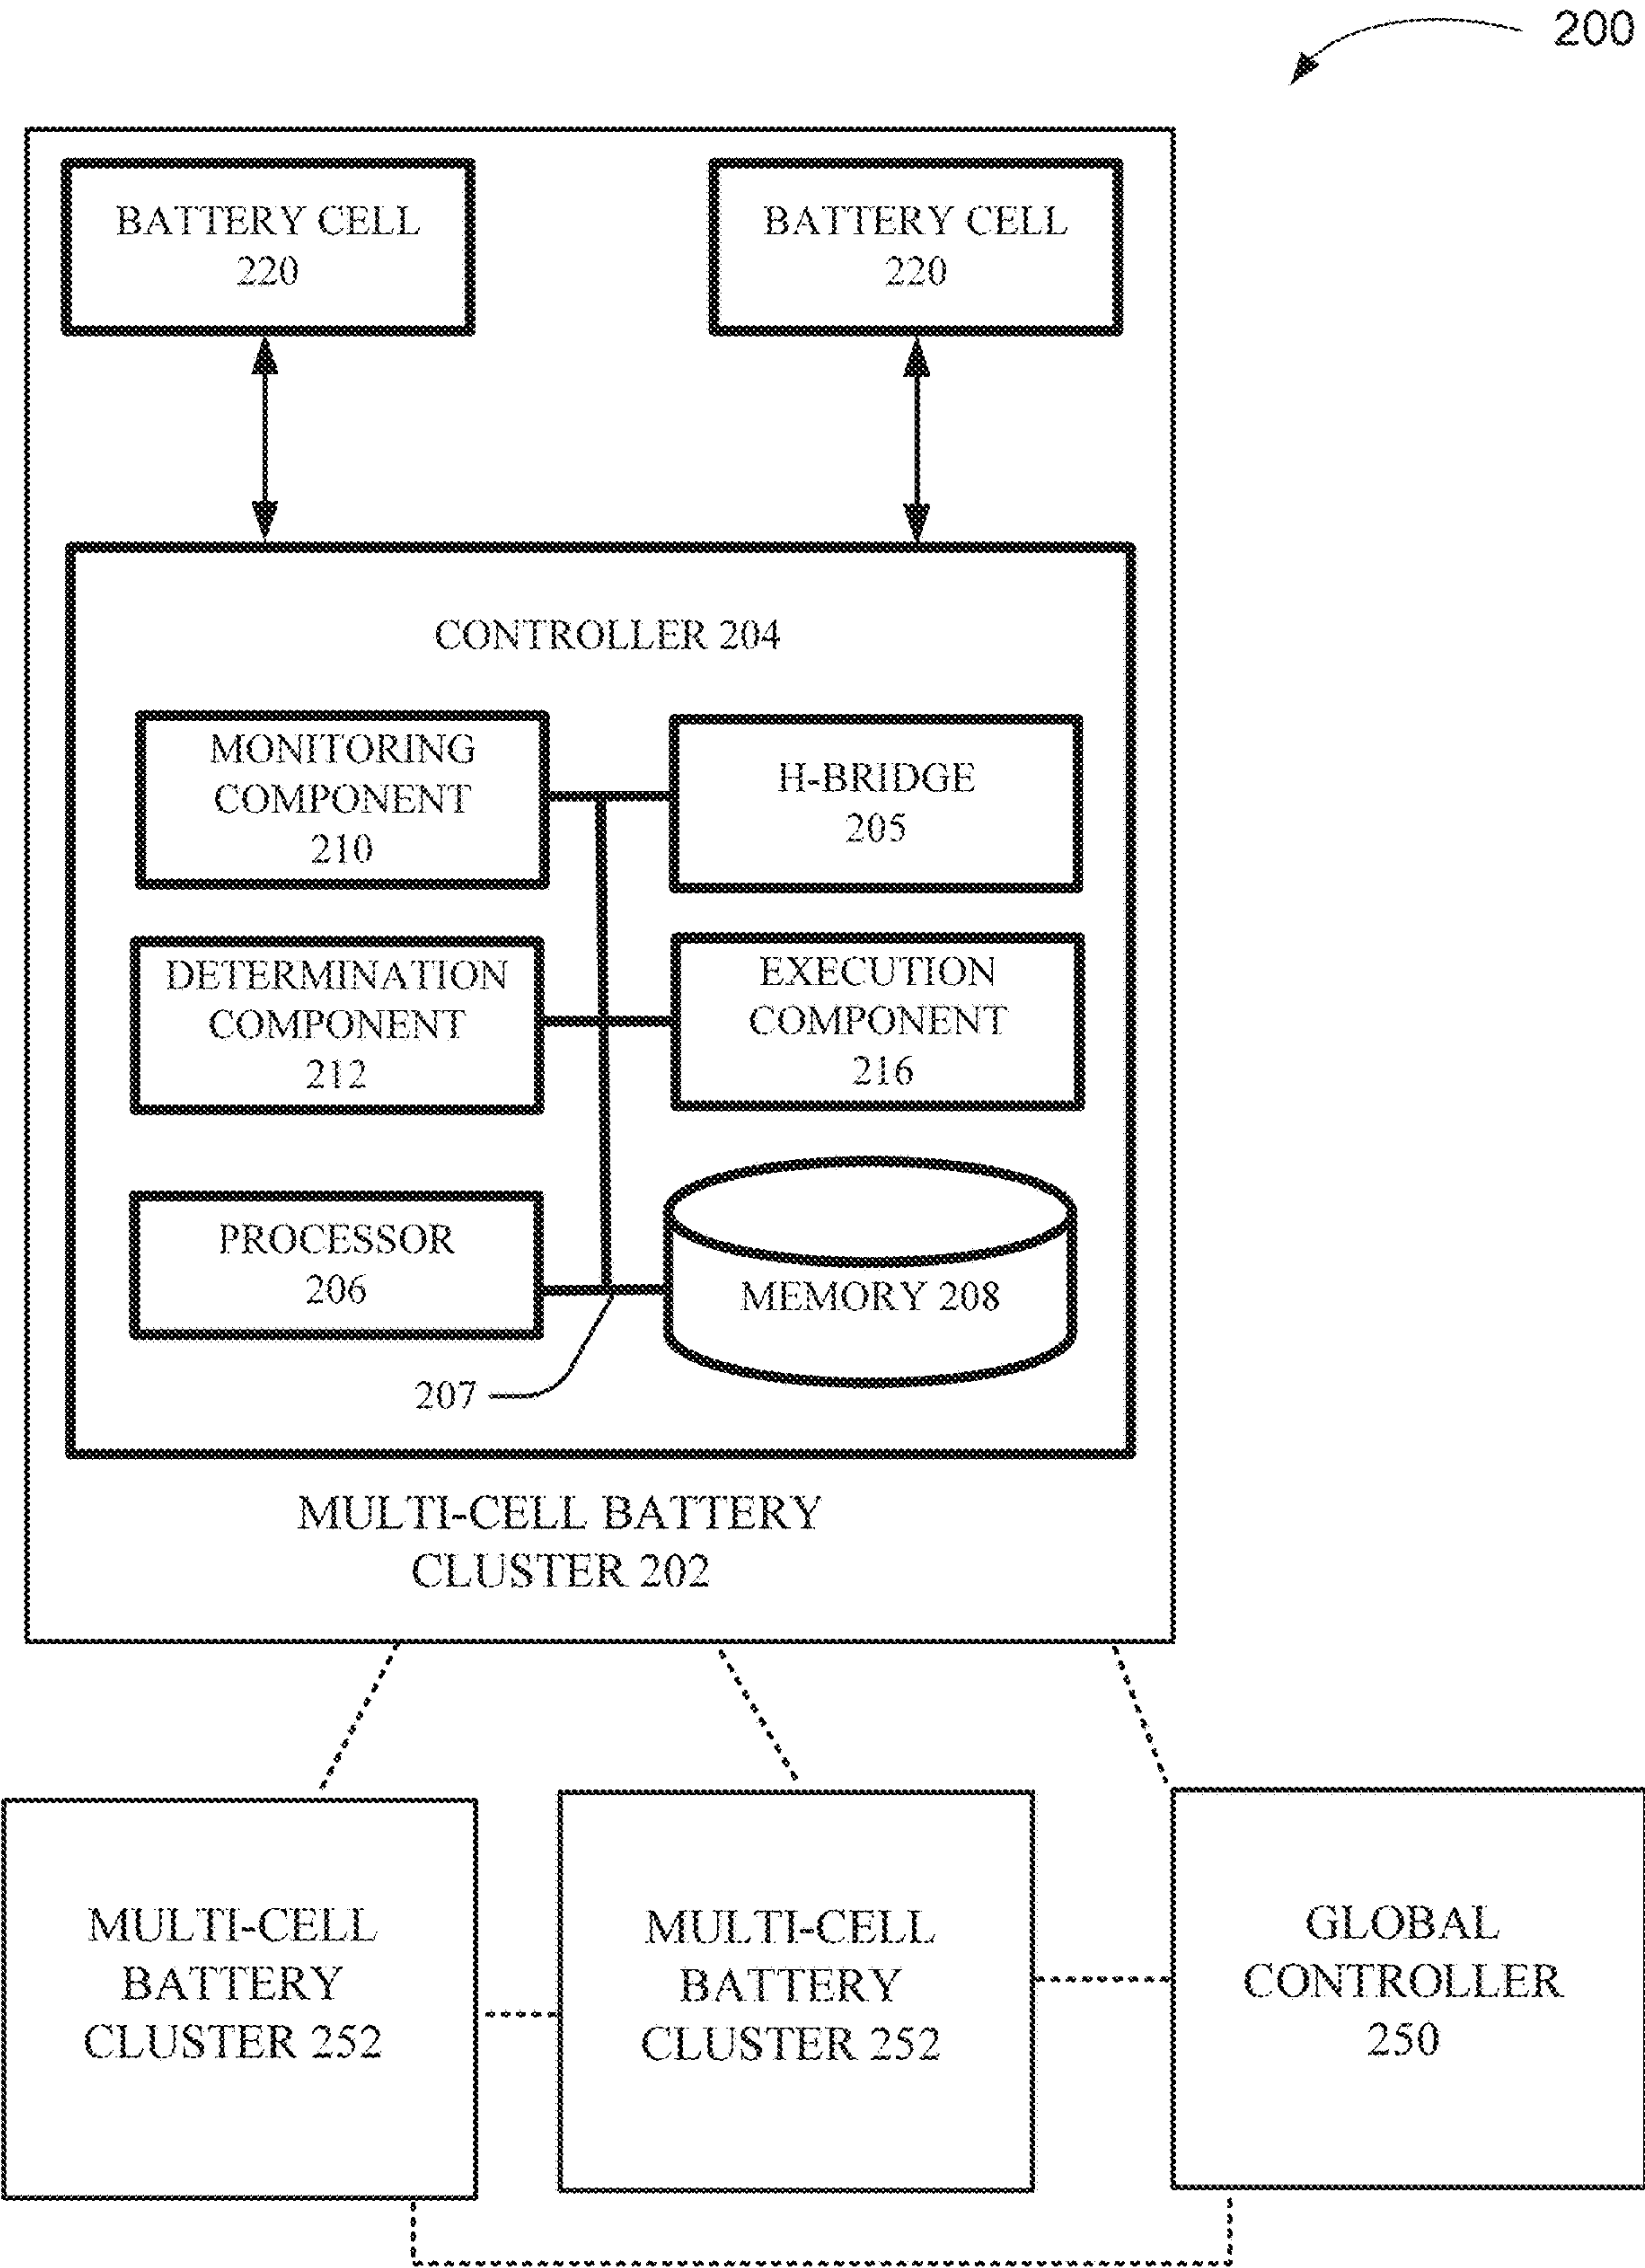 200
BATTERY CELL
220
BATTERY CELL
220
CONTROLLER 204
MONITORING
COMPONENT
210
H-BRIDGE
205
DETERMINATION
COMPONENT
212
EXECUTION
COMPONENT
216
PROCESSOR
206
MEMORY 208
207
MULTI-CELL BATTERY
CLUSTER 202
MULTI-CELL
BATTERY
CLUSTER 252
MULTI-CELL
BATTERY
CLUSTER 252
GLOBAL
CONTROLLER
250